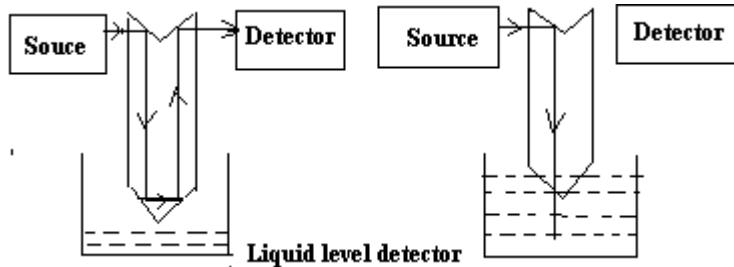 Souce
Detector
Source
Detector
Liquid level detector